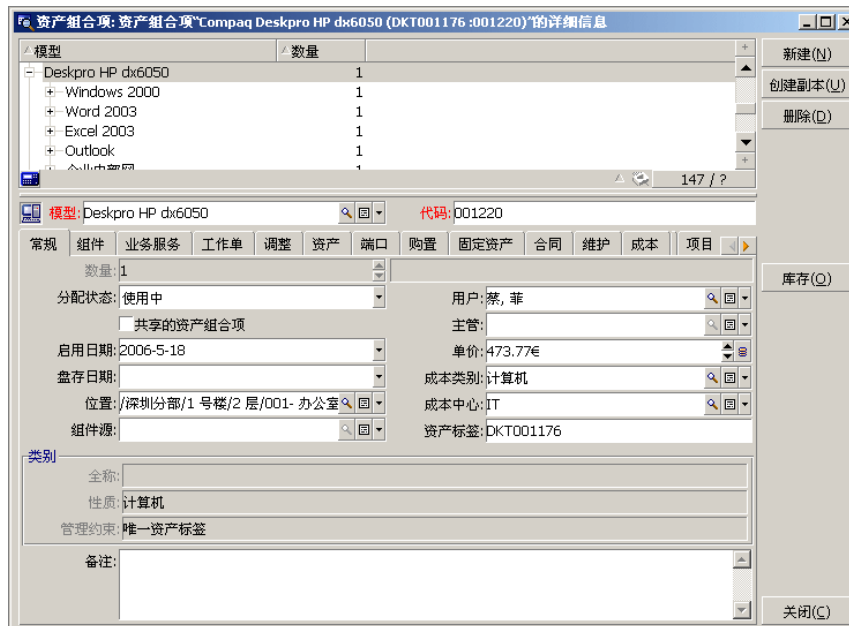 资产组合项: 资产组合项“Compaq Deskpro HP dx6050 (DKT001176 :001220)”的详细信息
模型 数量
Deskpro HP dx6050 1
Windows 2000 1
Word 2003 1
Excel 2003 1
Outlook 1
147 / ?
新建(N)
创建副本(U)
删除(D)
模型: Deskpro HP dx6050 代码: 001220
常规 组件 业务服务 工作单 调整 资产 端口 购置 固定资产 合同 维护 成本 项目
数量: 1
库存(O)
分配状态: 使用中 用户: 蔡, 菲
共享的资产组合项 主管:
启用日期: 2006-5-18 单价: 473.77€
盘存日期: 成本类别: 计算机
位置: /深圳分部/1 号楼/2 层/001- 办公室 成本中心: IT
组件源: 资产标签: DKT001176
类别
全称:
性质: 计算机
管理约束: 唯一资产标签
备注:
关闭(C)